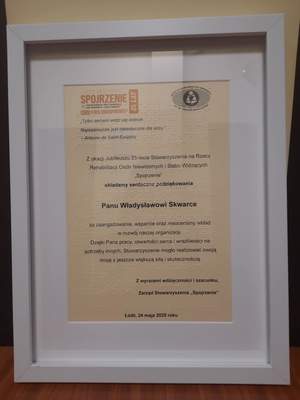 SPOJRZENIE
„Tylko sercem widzi się dobrze.
Najważniejsze jest niewidoczne dla oczu."
– Antoine de Saint-Exupéry
Z okazji Jubileuszu 25-lecia Stowarzyszenia na Rzecz
Rehabilitacji Osób Niewidomych i Słabo Widzących
„Spojrzenie"
składamy serdeczne podziękowania
Panu Władysławowi Skwarce
za zaangażowanie, wsparcie oraz nieoceniony wkład
w rozwój naszej organizacji.
Dzięki Pana pracy, otwartości serca i wrażliwości na
potrzeby innych, Stowarzyszenie mogło realizować swoją
misję z jeszcze większą siłą i skutecznością.
Z wyrazami wdzięczności i szacunku,
Zarząd Stowarzyszenia „Spojrzenie"
Łódź, 24 maja 2025 roku